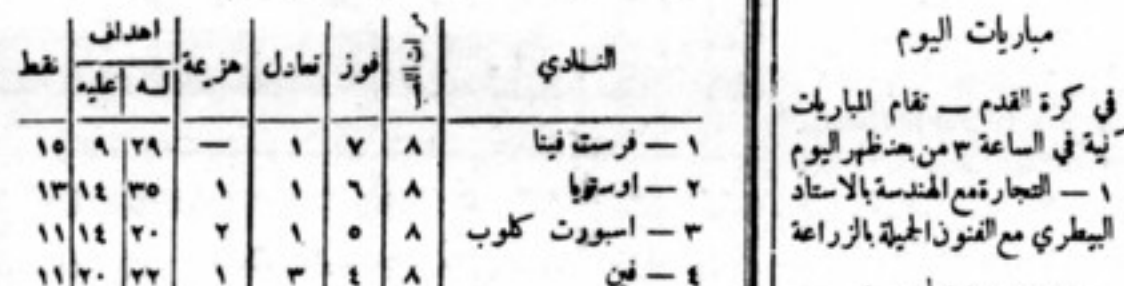 مباريات اليوم
في كرة القدم — تقام المباريات
في الساعة ٣ من بعد ظهر اليوم
١ — التجارة مع الهندسة بالاستاد
البيطري مع الفنون الجميلة بالزراعة
النادي فوز تعادل هزيمة اهداف نقط
له عليه
١ — فرست فينا ٨ ٧ ١ — ٢٩ ٩ ١٥
٢ — اوستريا ٨ ٦ ١ ١ ٣٥ ١٤ ١٣
٣ — اسبورت كلوب ٨ ٥ ١ ٢ ٢٠ ١٤ ١١
٤ — فين ٨ ٤ ٣ ١ ٢٢ ٢٠ ١١